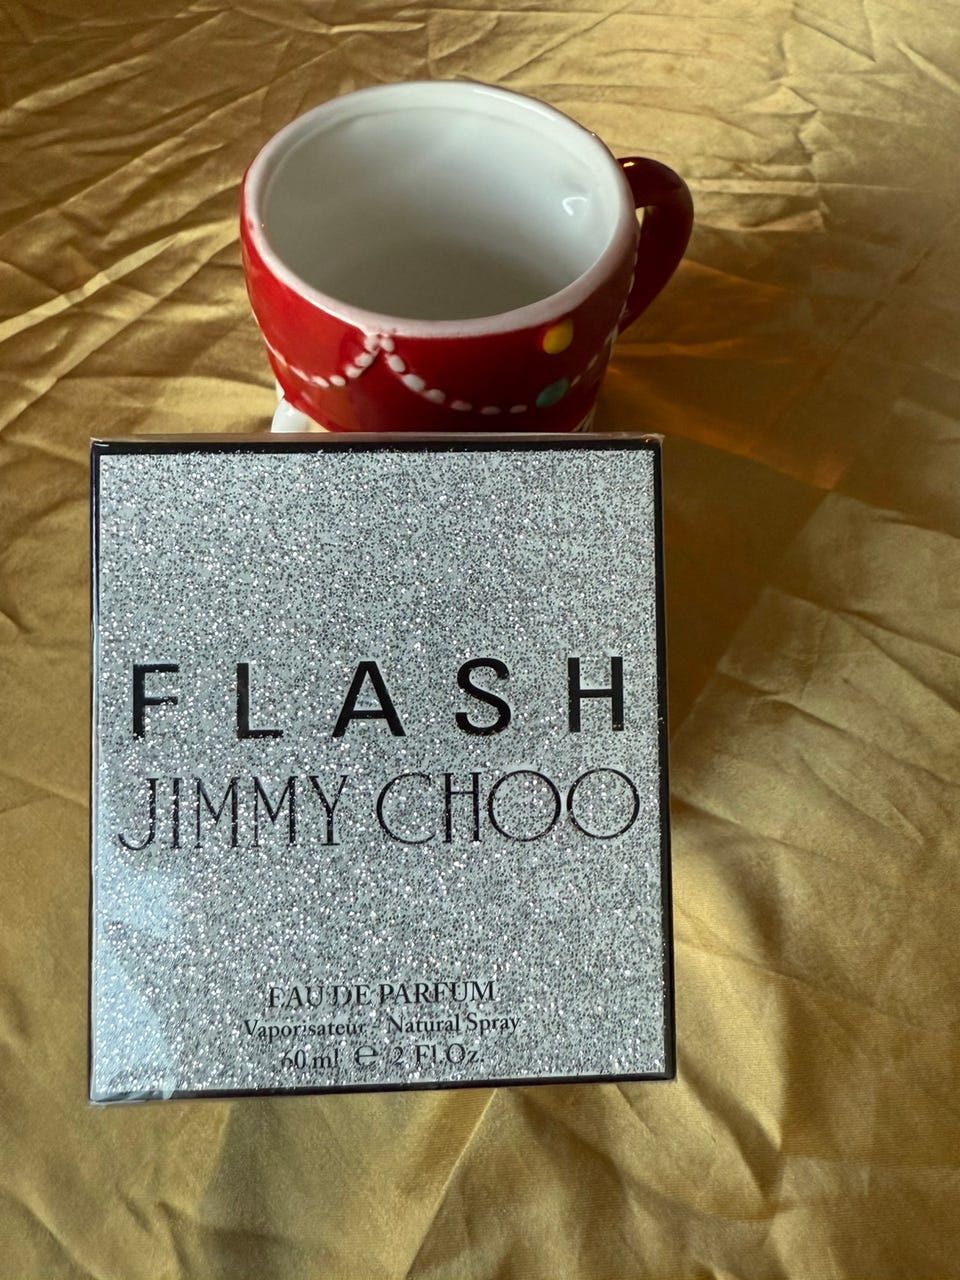 FLASH
JIMMY CHOO
EAU DE PARFUM
Vaporisateur - Natural Spray
60 ml ℮ 2 Fl.Oz.